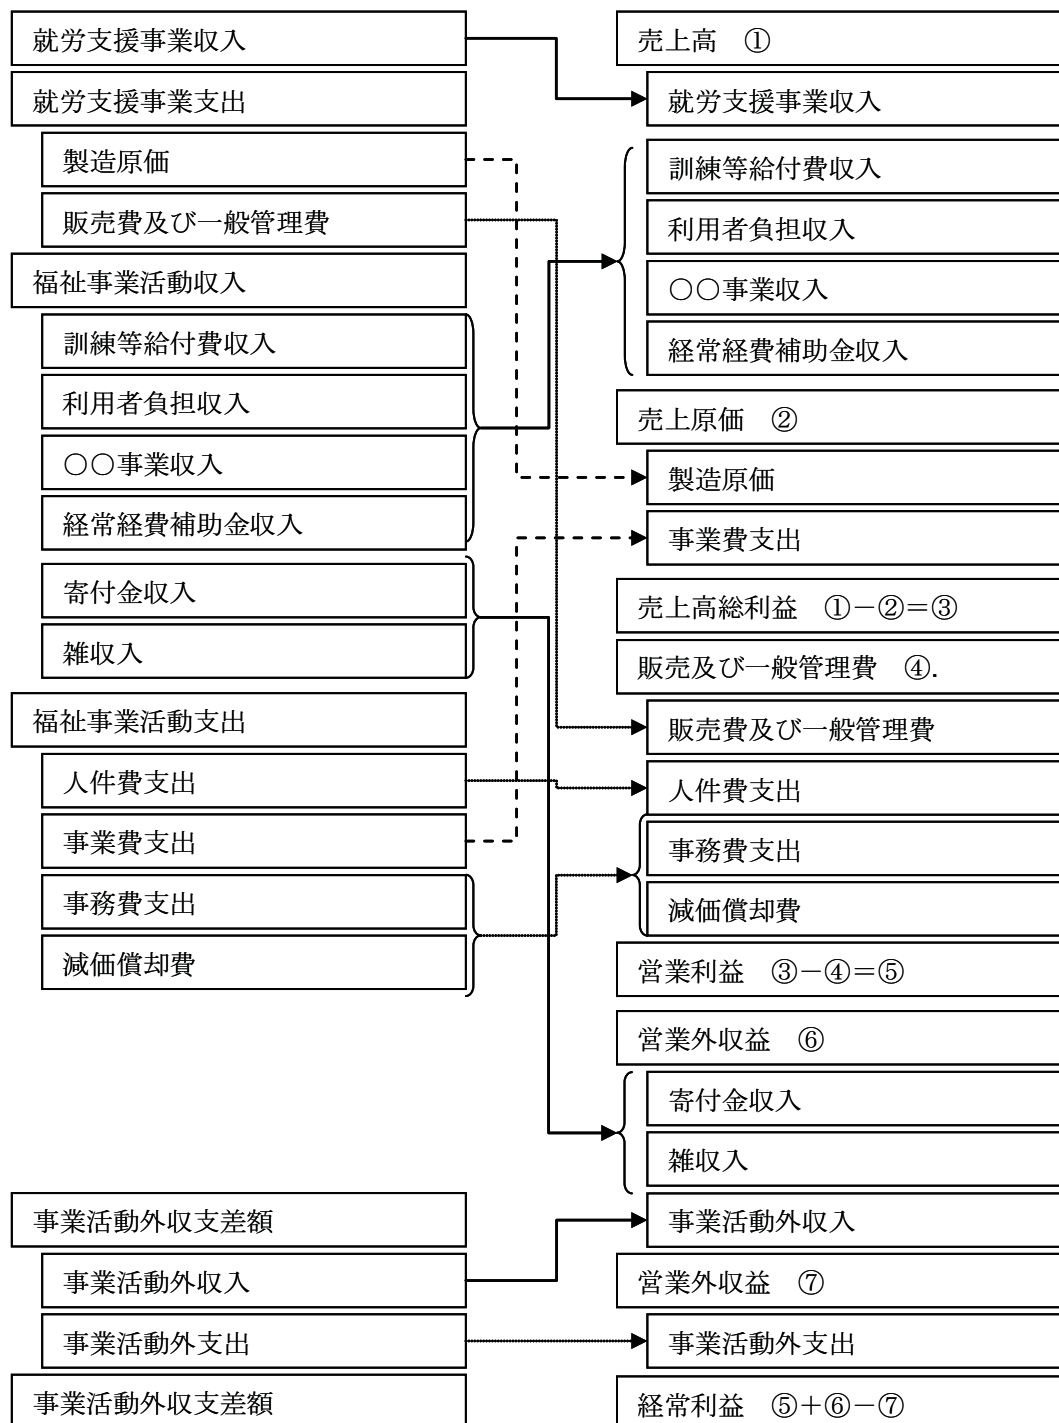 就労支援事業収入
就労支援事業支出
製造原価
販売費及び一般管理費
福祉事業活動収入
訓練等給付費収入
利用者負担収入
○○事業収入
経常経費補助金収入
寄付金収入
雑収入
福祉事業活動支出
人件費支出
事業費支出
事務費支出
減価償却費
事業活動外収支差額
事業活動外収入
事業活動外支出
事業活動外収支差額
売上高　①
就労支援事業収入
訓練等給付費収入
利用者負担収入
○○事業収入
経常経費補助金収入
売上原価　②
製造原価
事業費支出
売上高総利益　①－②＝③
販売及び一般管理費　④.
販売費及び一般管理費
人件費支出
事務費支出
減価償却費
営業利益　③－④＝⑤
営業外収益　⑥
寄付金収入
雑収入
事業活動外収入
営業外収益　⑦
事業活動外支出
経常利益　⑤＋⑥－⑦